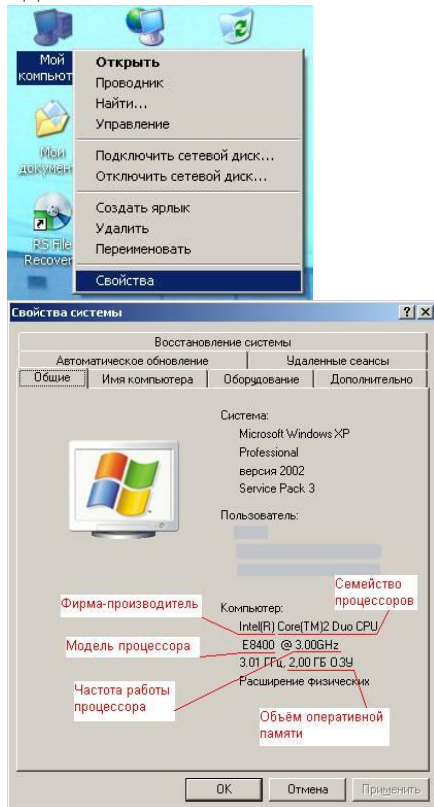 Мой
компьют
Открыть
Проводник
Найти...
Управление
Мои
докумен
Подключить сетевой диск...
Отключить сетевой диск...
Создать ярлык
Удалить
Переименовать
RS File
Recover
Свойства
Свойства системы
Восстановление системы
Автоматическое обновление
Удаленные сеансы
Общие
Имя компьютера
Оборудование
Дополнительно
Система:
Microsoft Windows XP
Professional
версия 2002
Service Pack 3
Пользователь:
Семейство
процессоров
Фирма-производитель
Компьютер:
Intel(R) Core(TM)2 Duo CPU
Модель процессора
E8400 @ 3.00GHz
3.01 ГГц, 2,00 ГБ ОЗУ
Расширение физических
Частота работы
процессора
Объём оперативной
памяти
OK
Отмена
Применить